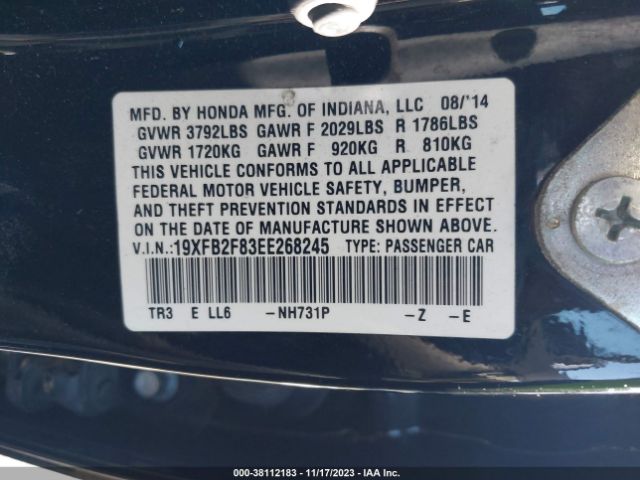 MFD. BY HONDA MFG. OF INDIANA, LLC 08/'14
GVWR 3792LBS GAWR F 2029LBS R 1786LBS
GVWR 1720KG GAWR F 920KG R 810KG
THIS VEHICLE CONFORMS TO ALL APPLICABLE
FEDERAL MOTOR VEHICLE SAFETY, BUMPER,
AND THEFT PREVENTION STANDARDS IN EFFECT
ON THE DATE OF MANUFACTURE SHOWN ABOVE.
V.I.N.:19XFB2F83EE268245 TYPE: PASSENGER CAR
TR3 E LL6 -NH731P -Z -E
000-38112183 - 11/17/2023 - IAA Inc.